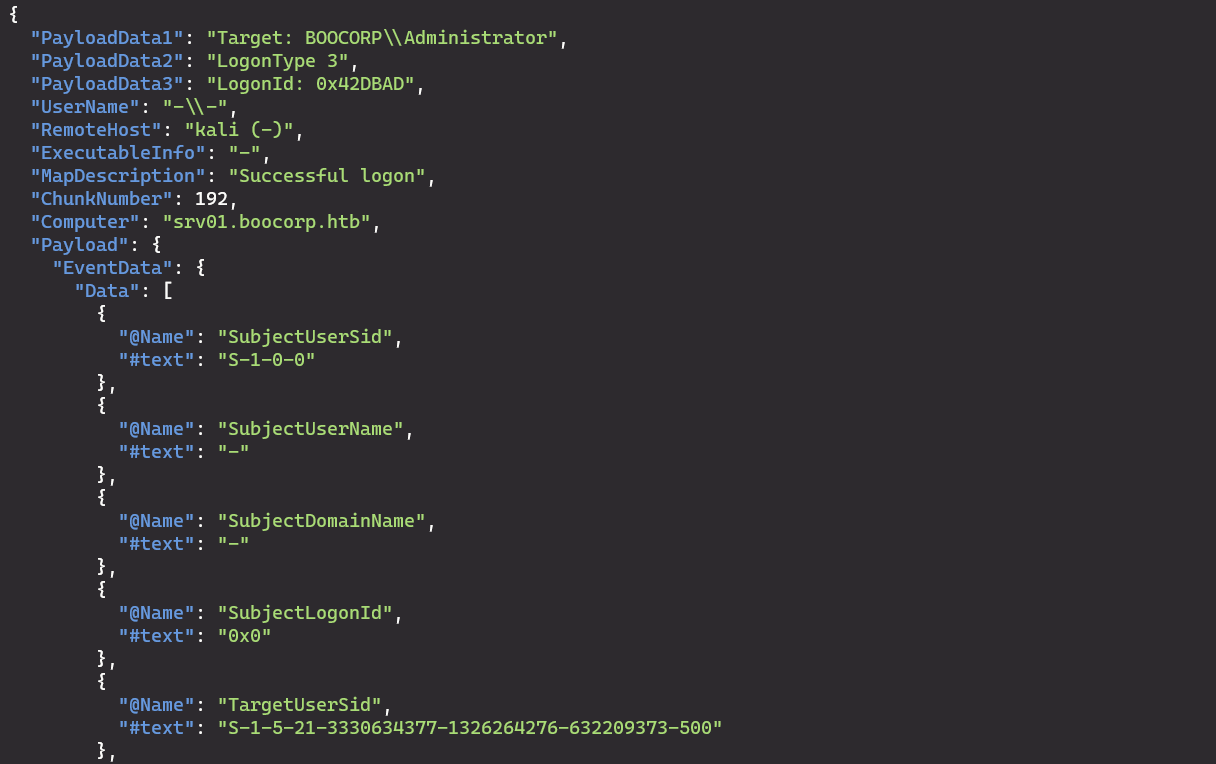 {
  "PayloadData1": "Target: BOOCORP\\Administrator",
  "PayloadData2": "LogonType 3",
  "PayloadData3": "LogonId: 0x42DBAD",
  "UserName": "-\\-",
  "RemoteHost": "kali (-)",
  "ExecutableInfo": "-",
  "MapDescription": "Successful logon",
  "ChunkNumber": 192,
  "Computer": "srv01.boocorp.htb",
  "Payload": {
    "EventData": {
      "Data": [
        {
          "@Name": "SubjectUserSid",
          "#text": "S-1-0-0"
        },
        {
          "@Name": "SubjectUserName",
          "#text": "-"
        },
        {
          "@Name": "SubjectDomainName",
          "#text": "-"
        },
        {
          "@Name": "SubjectLogonId",
          "#text": "0x0"
        },
        {
          "@Name": "TargetUserSid",
          "#text": "S-1-5-21-3330634377-1326264276-632209373-500"
        },